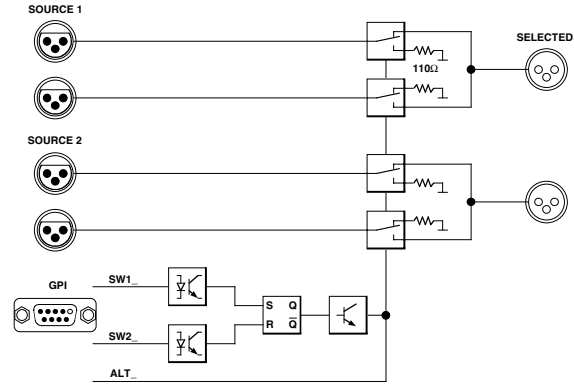 SOURCE 1
SELECTED
110Ω
SOURCE 2
GPI
SW1_
S Q
R Q̅
SW2_
ALT_